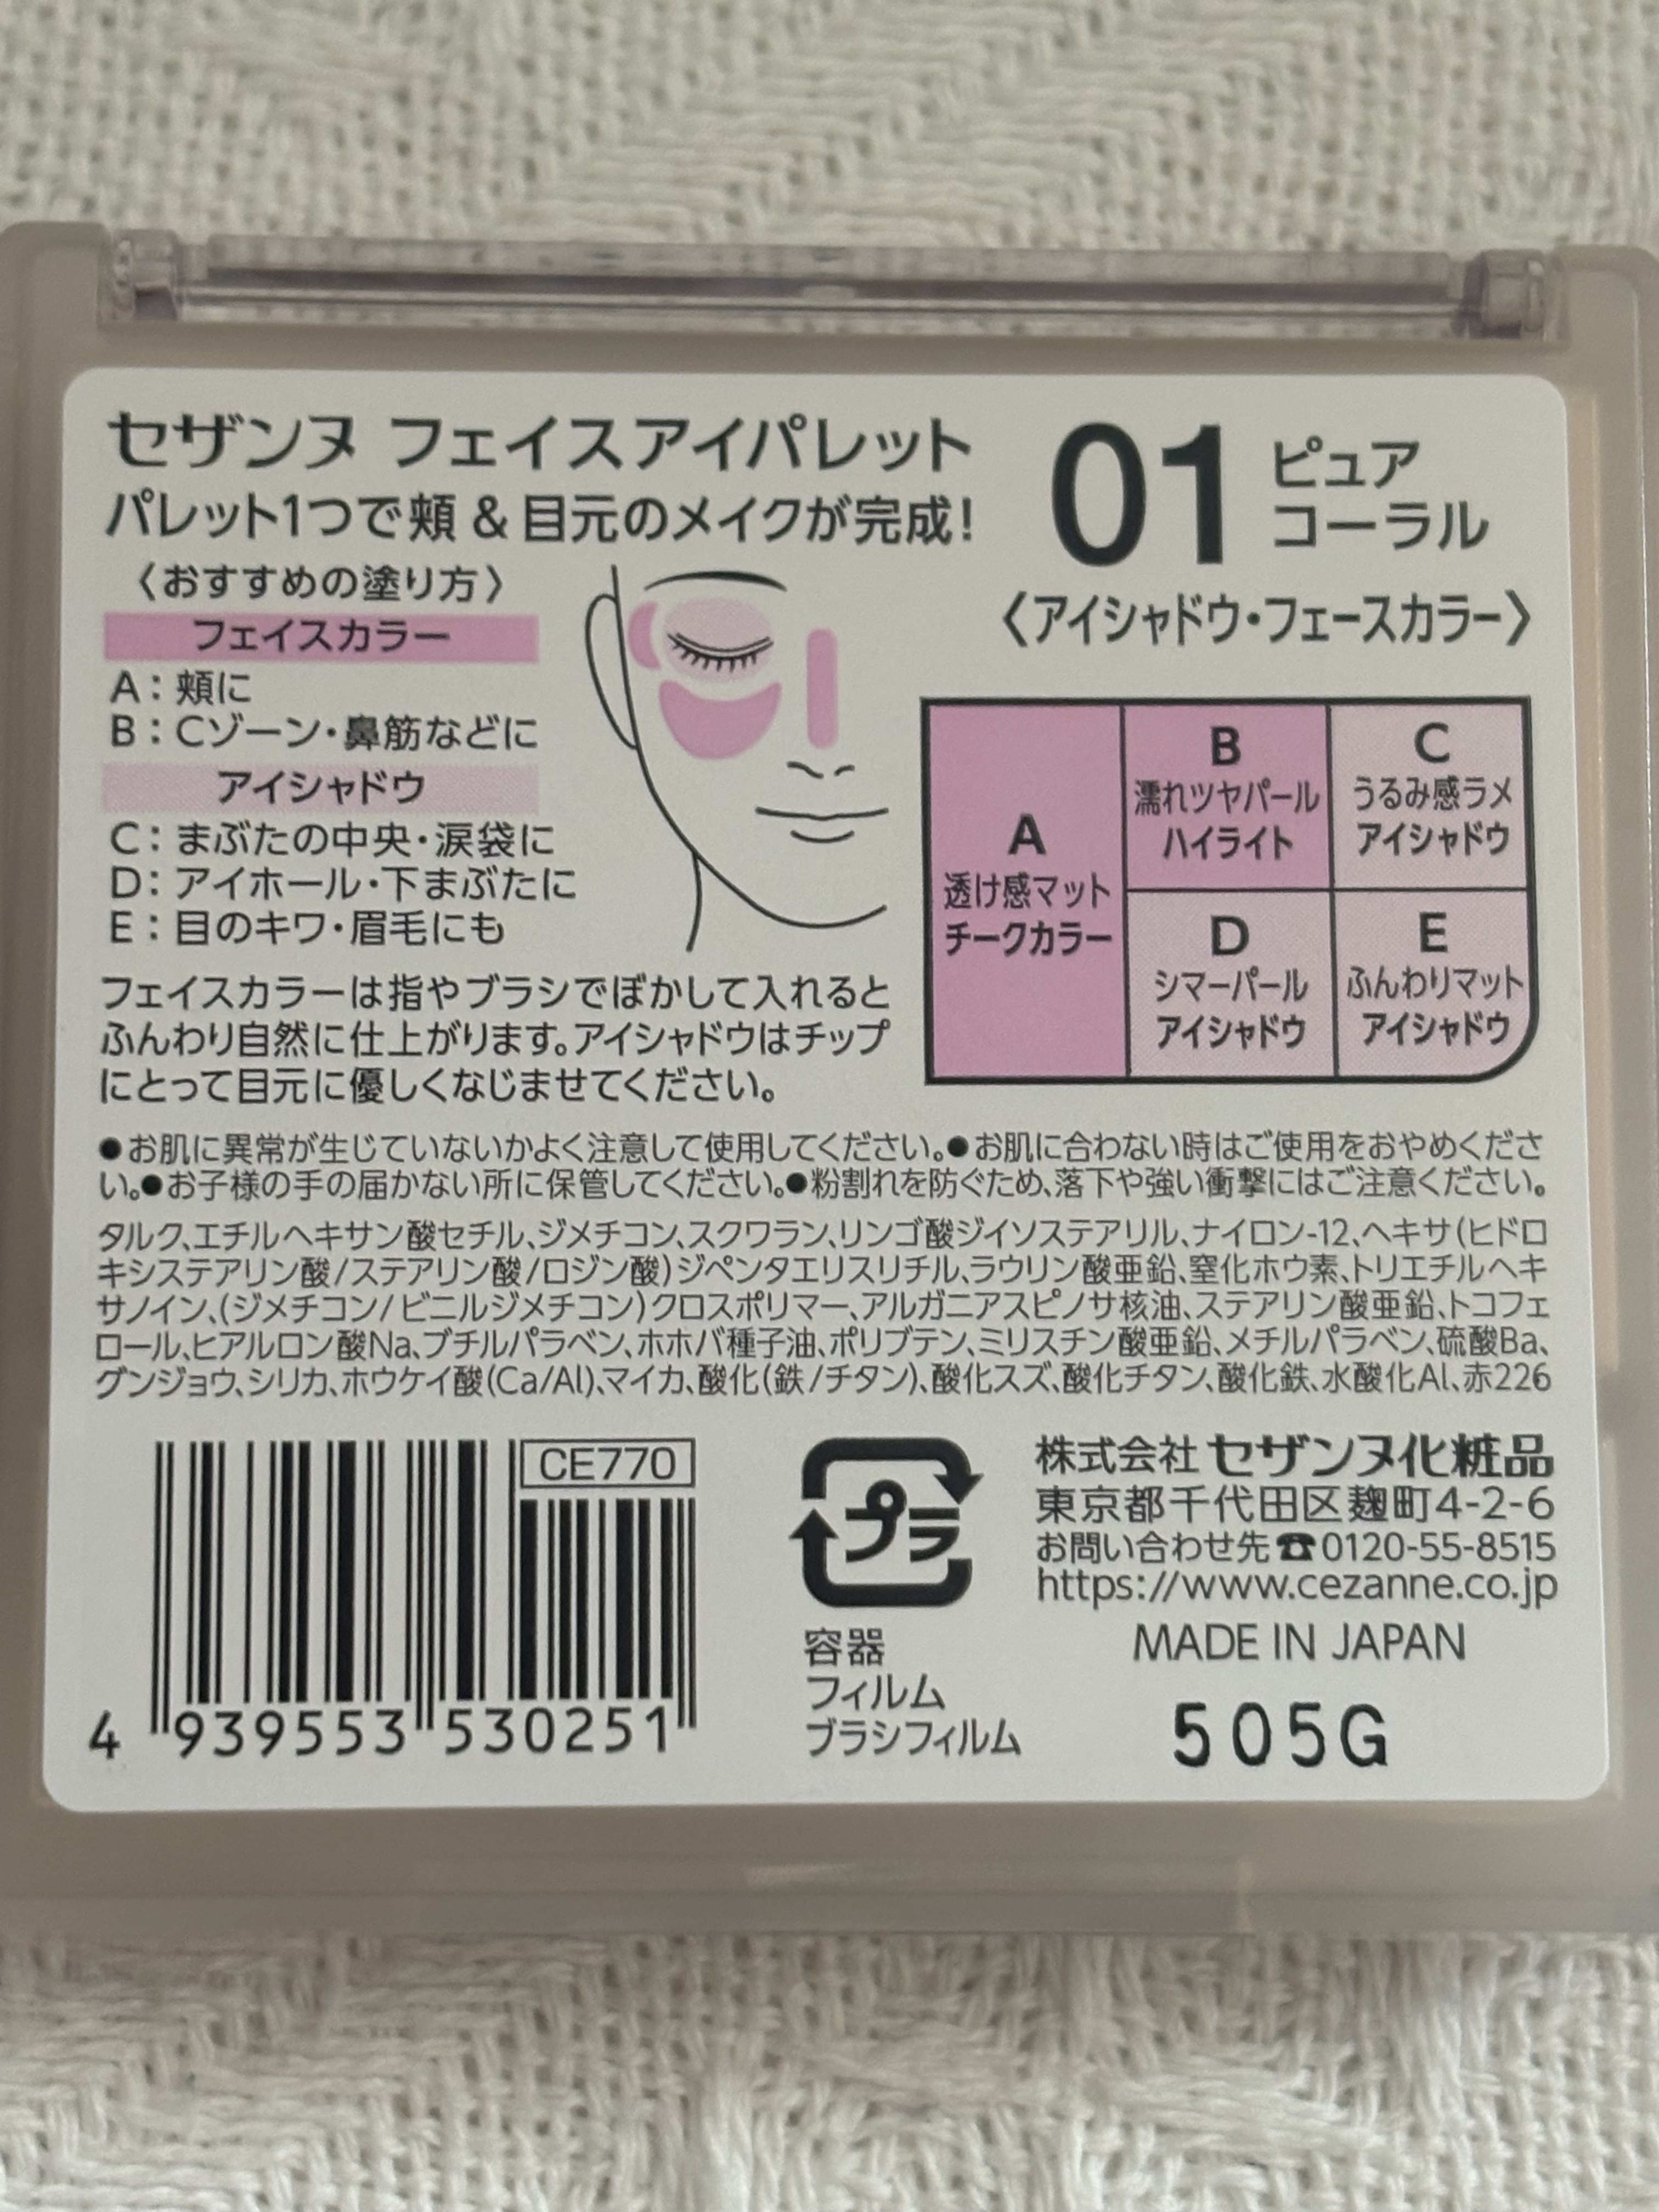 セザンヌ フェイスアイパレット
パレット1つで頬 & 目元のメイクが完成!
01 ピュア
コーラル
〈アイシャドウ・フェースカラー〉
〈おすすめの塗り方〉
フェイスカラー
A：頬に
B：Cゾーン・鼻筋などに
アイシャドウ
C：まぶたの中央・涙袋に
D：アイホール・下まぶたに
E：目のキワ・眉毛にも
A
透け感マット
チークカラー
B
濡れツヤパール
ハイライト
C
うるみ感ラメ
アイシャドウ
D
シマーパール
アイシャドウ
E
ふんわりマット
アイシャドウ
フェイスカラーは指やブラシでぼかして入れると
ふんわり自然に仕上がります。アイシャドウはチップ
にとって目元に優しくなじませてください。
●お肌に異常が生じていないかよく注意して使用してください。●お肌に合わない時はご使用をおやめくださ
い。●お子様の手の届かない所に保管してください。●粉割れを防ぐため、落下や強い衝撃にはご注意ください。
タルク、エチルヘキサン酸セチル、ジメチコン、スクワラン、リンゴ酸ジイソステアリル、ナイロン-12、ヘキサ(ヒドロ
キシステアリン酸/ステアリン酸/ロジン酸)ジペンタエリスリチル、ラウリン酸亜鉛、窒化ホウ素、トリエチルヘキ
サノイン、(ジメチコン/ビニルジメチコン)クロスポリマー、アルガニアスピノサ核油、ステアリン酸亜鉛、トコフェ
ロール、ヒアルロン酸Na、ブチルパラベン、ホホバ種子油、ポリブテン、ミリスチン酸亜鉛、メチルパラベン、硫酸Ba、
グンジョウ、シリカ、ホウケイ酸(Ca/Al)、マイカ、酸化(鉄/チタン)、酸化スズ、酸化チタン、酸化鉄、水酸化Al、赤226
CE770
4 939553 530251
プラ
容器
フィルム
ブラシフィルム
株式会社 セザンヌ化粧品
東京都千代田区麹町4-2-6
お問い合わせ先☎0120-55-8515
https://www.cezanne.co.jp
MADE IN JAPAN
505G